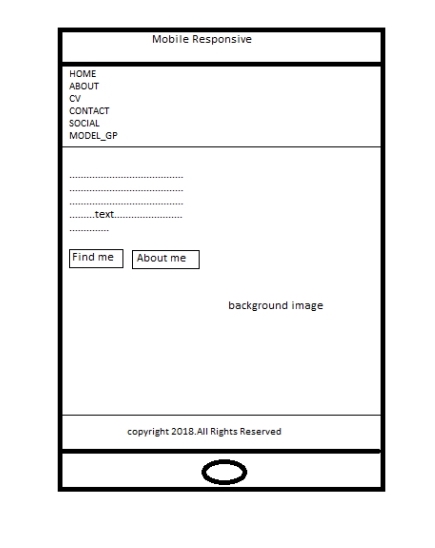 Mobile Responsive
HOME
ABOUT
CV
CONTACT
SOCIAL
MODEL_GP
.......................................
.......................................
.......................................
.........text........................
..............
Find me
About me
background image
copyright 2018.All Rights Reserved